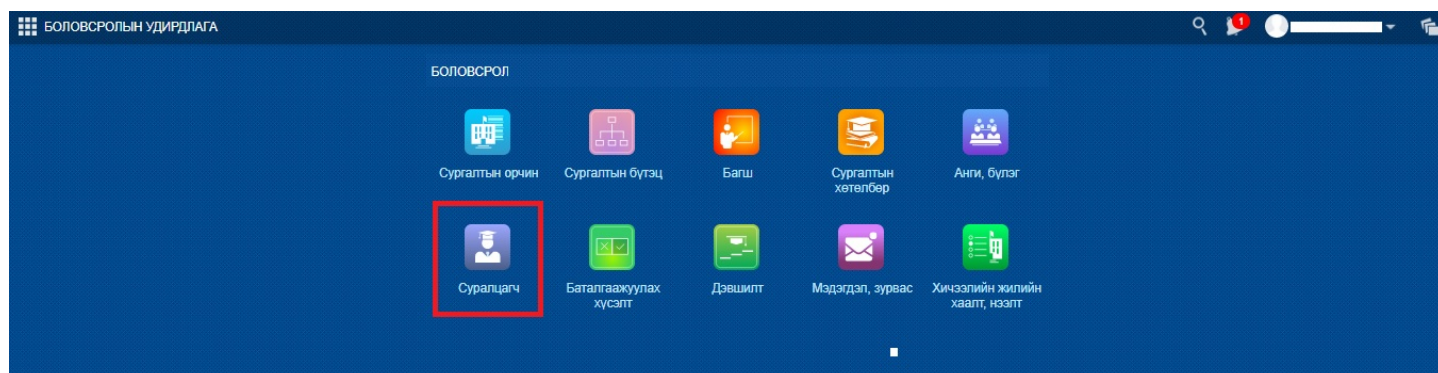 БОЛОВСРОЛЫН УДИРДЛАГА
1
БОЛОВСРОЛ
Сургалтын орчин
Сургалтын бүтэц
Багш
Сургалтын
хөтөлбөр
Анги, бүлэг
Суралцагч
Баталгаажуулах
хүсэлт
Дэвшилт
Мэдэгдэл, зурвас
Хичээлийн жилийн
хаалт, нээлт